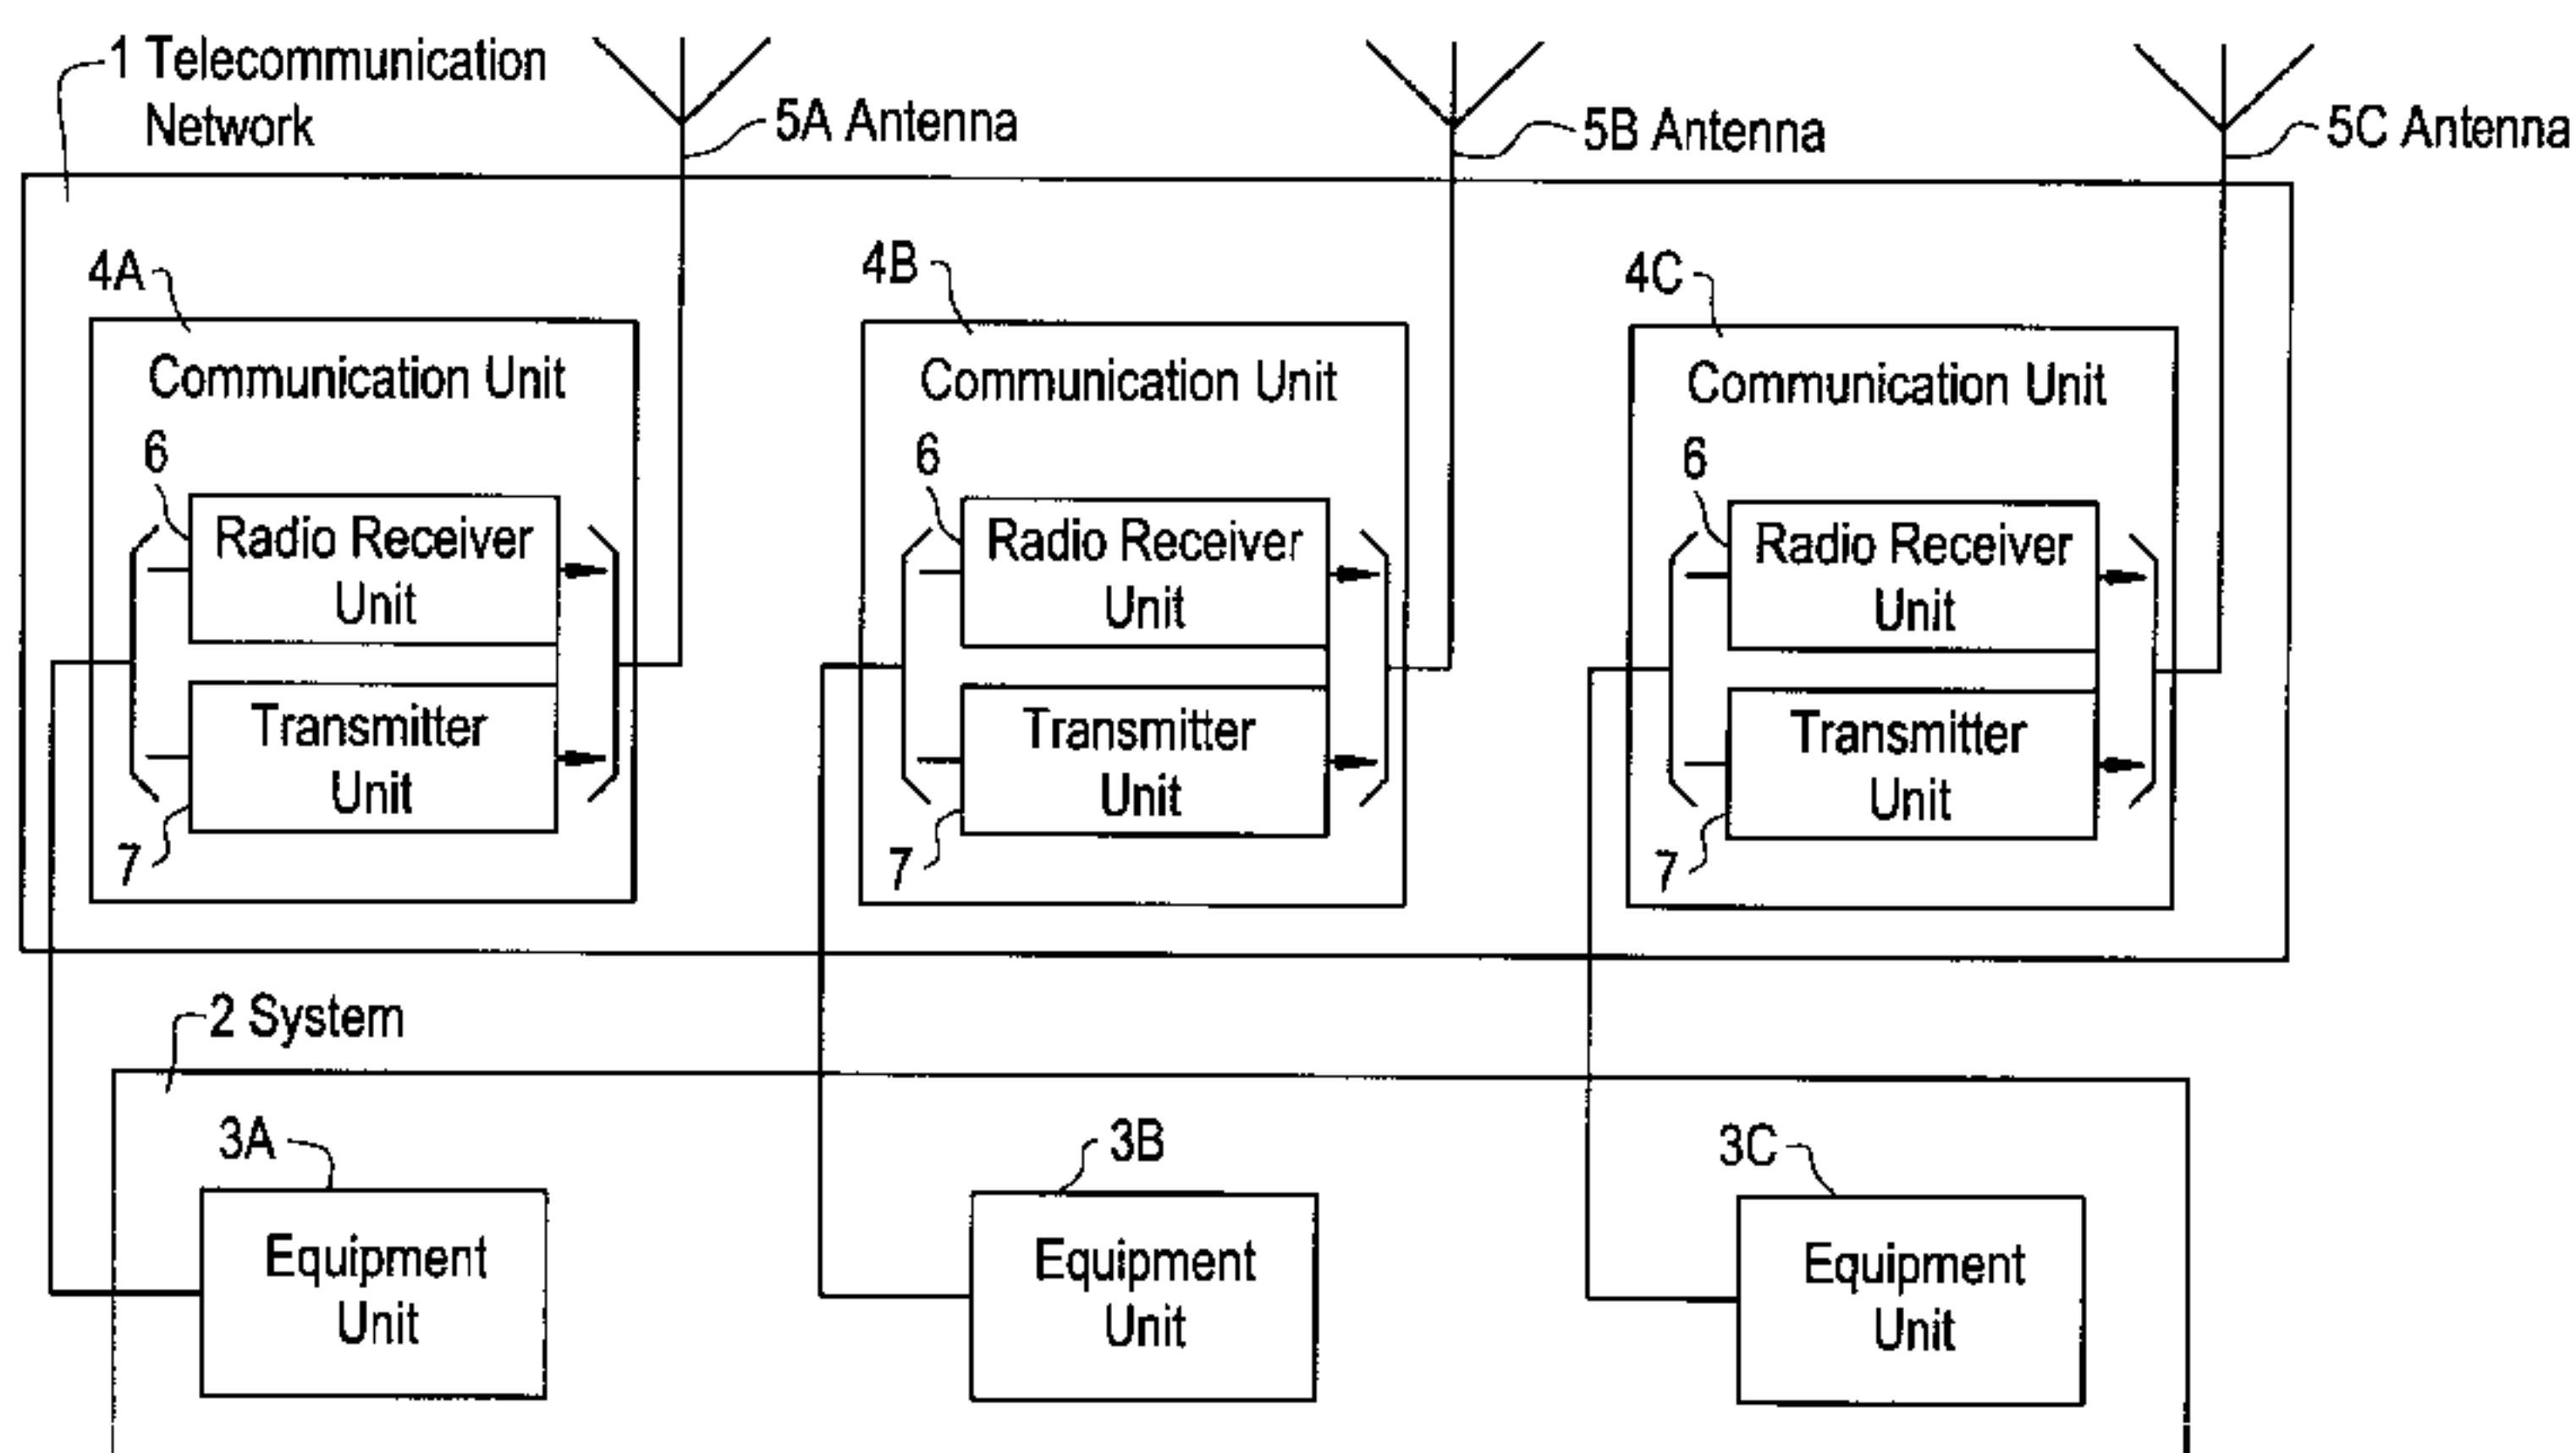 1 Telecommunication
Network
5A Antenna
5B Antenna
5C Antenna
4A
4B
4C
Communication Unit
Communication Unit
Communication Unit
6
6
6
Radio Receiver
Unit
Radio Receiver
Unit
Radio Receiver
Unit
Transmitter
Unit
Transmitter
Unit
Transmitter
Unit
7
7
7
2 System
3A
3B
3C
Equipment
Unit
Equipment
Unit
Equipment
Unit